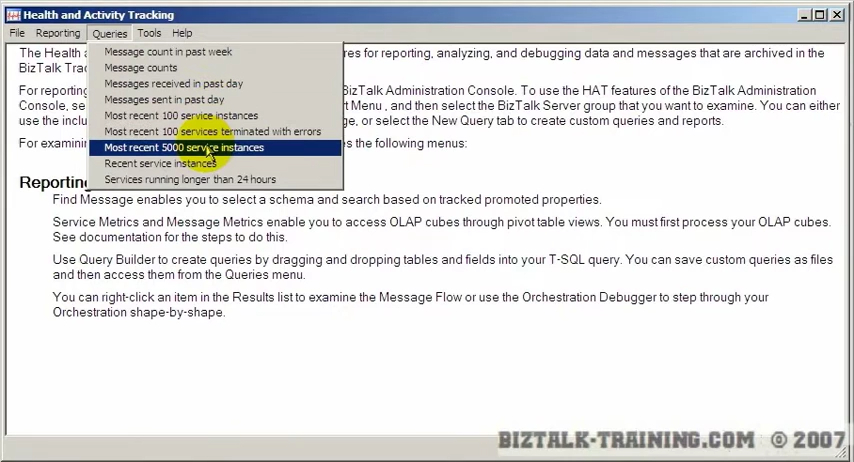 Health and Activity Tracking
File Reporting Queries Tools Help
Message count in past week
Message counts
Messages received in past day
Messages sent in past day
Most recent 100 service instances
Most recent 100 services terminated with errors
Most recent 5000 service instances
Recent service instances
Services running longer than 24 hours
The Health a
res for reporting, analyzing, and debugging data and messages that are archived in the
BizTalk Trac
For reporting
BizTalk Administration Console. To use the HAT features of the BizTalk Administration
Console, se
rt Menu , and then select the BizTalk Server group that you want to examine. You can either
use the inclu
ge, or select the New Query tab to create custom queries and reports.
For examinin
es the following menus:
Reporting
Find Message enables you to select a schema and search based on tracked promoted properties.
Service Metrics and Message Metrics enable you to access OLAP cubes through pivot table views. You must first process your OLAP cubes.
See documentation for the steps to do this.
Use Query Builder to create queries by dragging and dropping tables and fields into your T-SQL query. You can save custom queries as files
and then access them from the Queries menu.
You can right-click an item in the Results list to examine the Message Flow or use the Orchestration Debugger to step through your
Orchestration shape-by-shape.
BIZTALK-TRAINING.COM © 2007